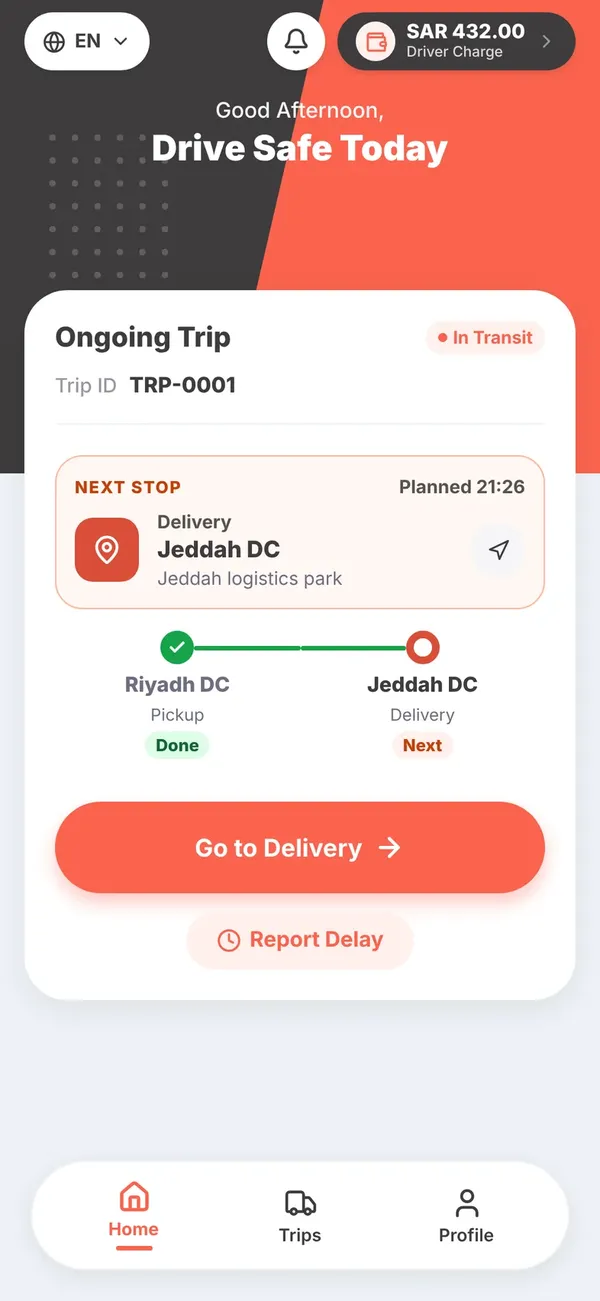 EN
SAR 432.00
Driver Charge
Good Afternoon,
Drive Safe Today
Ongoing Trip
In Transit
Trip ID TRP-0001
NEXT STOP
Planned 21:26
Delivery
Jeddah DC
Jeddah logistics park
Riyadh DC
Pickup
Done
Jeddah DC
Delivery
Next
Go to Delivery
Report Delay
Home
Trips
Profile